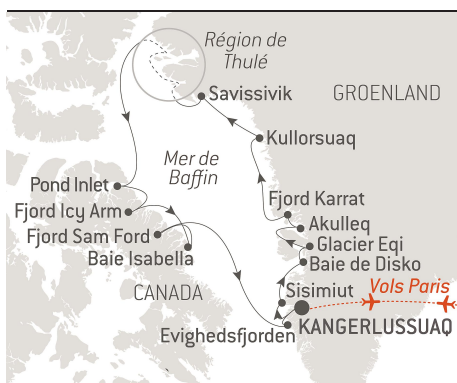 Région de
Thulé
Savissivik
GROENLAND
Kullorsuaq
Mer de
Baffin
Pond Inlet
Fjord Icy Arm
Fjord Sam Ford
Baie Isabella
Fjord Karrat
Akulleq
Glacier Eqi
Baie de Disko
CANADA
Sisimiut
Vols Paris
Evighedsfjorden
KANGERLUSSUAQ